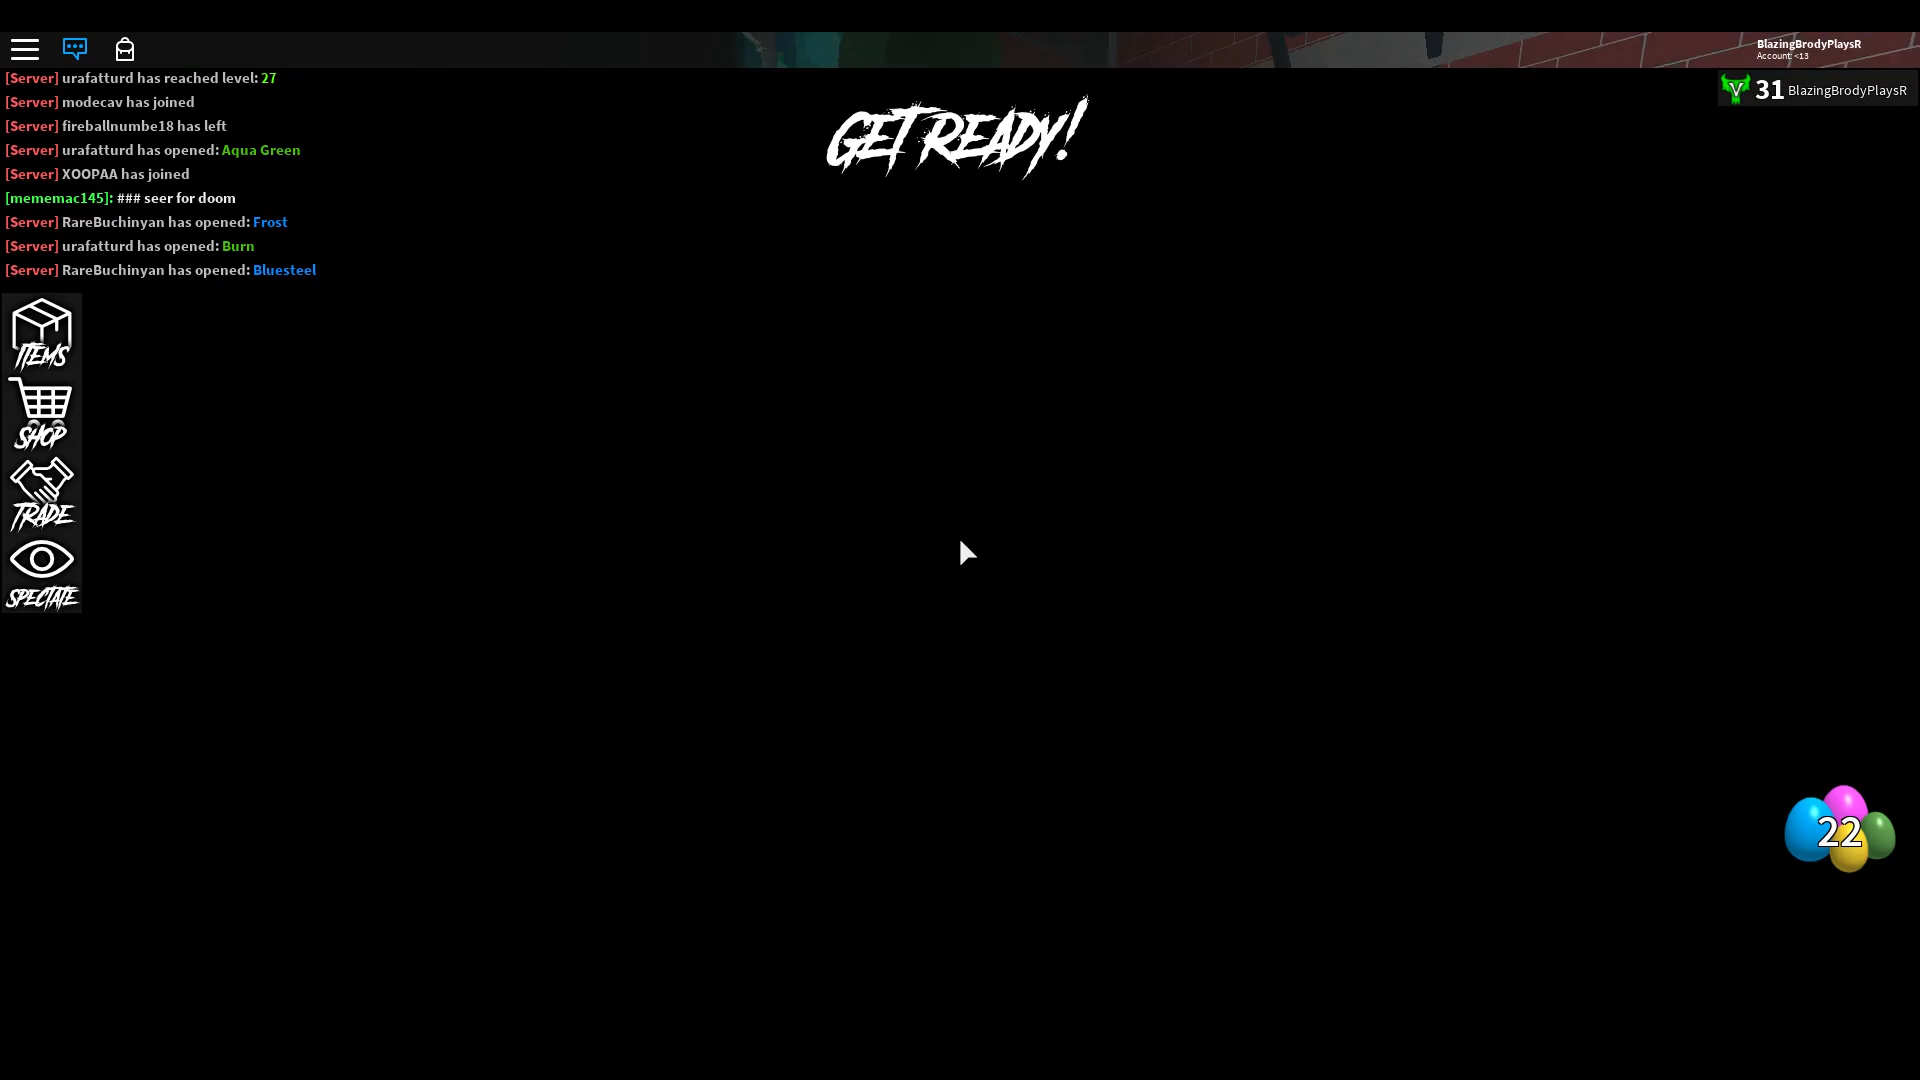 BlazingBrodyPlaysR
Account: <13
[Server] urafatturd has reached level: 27
[Server] modecav has joined
[Server] fireballnumbe18 has left
[Server] urafatturd has opened: Aqua Green
[Server] XOOPAA has joined
[mememac145]: ### seer for doom
[Server] RareBuchinyan has opened: Frost
[Server] urafatturd has opened: Burn
[Server] RareBuchinyan has opened: Bluesteel
V 31 BlazingBrodyPlaysR
GET READY!
ITEMS
SHOP
TRADE
SPECTATE
22